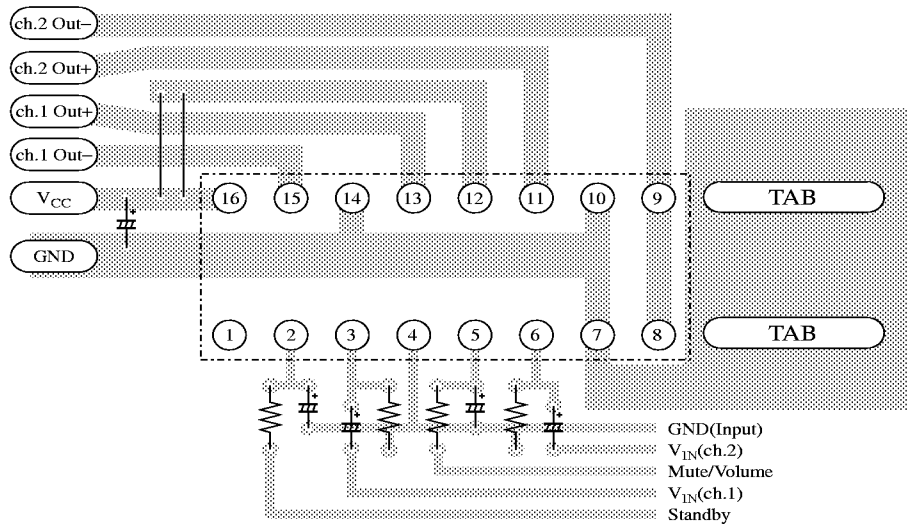 ch.2 Out−
ch.2 Out+
ch.1 Out+
ch.1 Out−
VCC
GND
16 15 14 13 12 11 10 9
TAB
1 2 3 4 5 6 7 8
TAB
+
+ + + +
GND(Input)
VIN(ch.2)
Mute/Volume
VIN(ch.1)
Standby